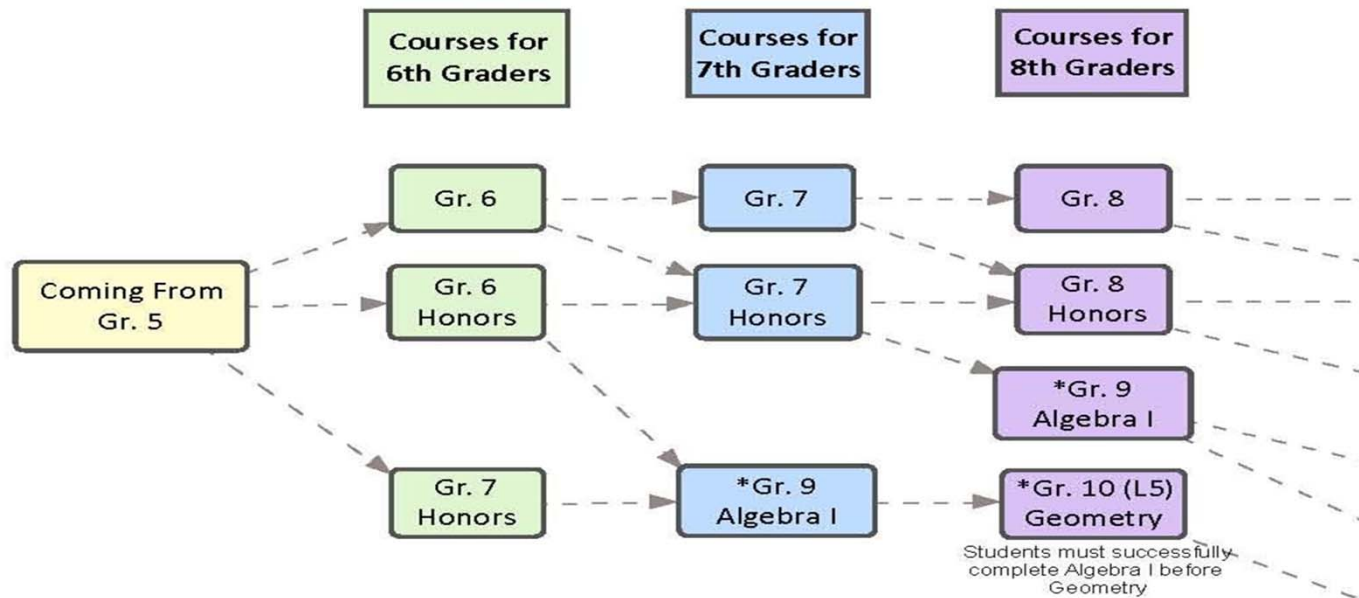 Courses for
6th Graders
Courses for
7th Graders
Courses for
8th Graders
Gr. 6
Gr. 7
Gr. 8
Coming From
Gr. 5
Gr. 6
Honors
Gr. 7
Honors
Gr. 8
Honors
*Gr. 9
Algebra I
Gr. 7
Honors
*Gr. 9
Algebra I
*Gr. 10 (L5)
Geometry
Students must successfully
complete Algebra I before
Geometry